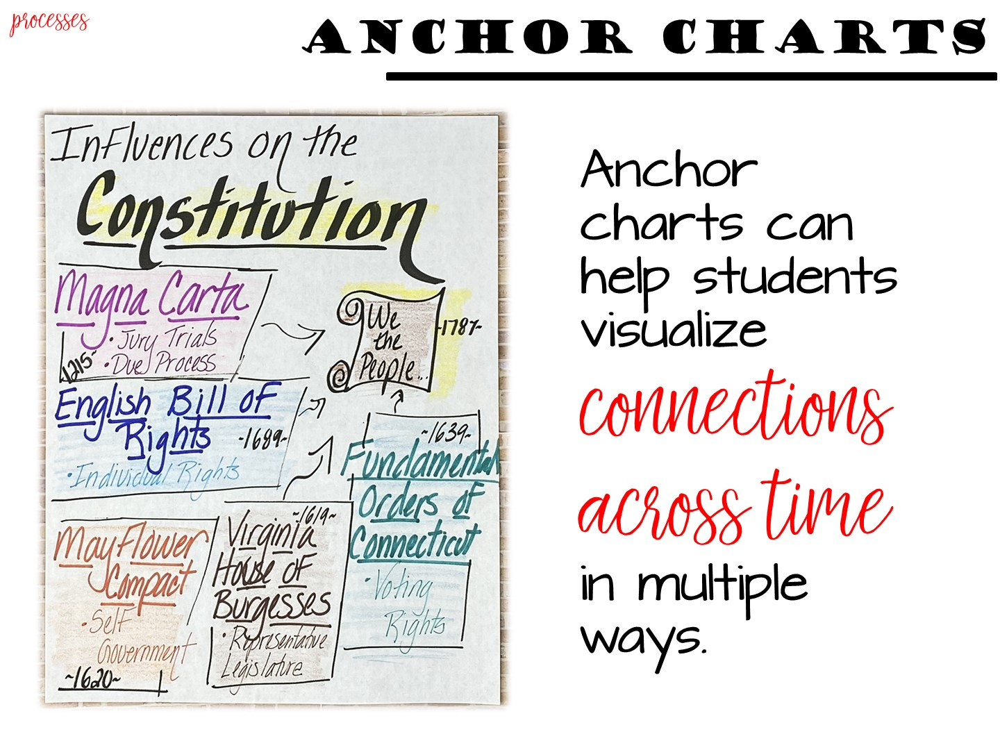 processes
ANCHOR CHARTS
Influences on the
Constitution
Magna Carta
• Jury Trials
• Due Process
~1215~
We
the
People...
~1787~
English Bill of
Rights
~1689~
• Individual Rights
~1639~
Fundamental
Orders of
Connecticut
• Voting
Rights
Mayflower
Compact
• Self
Government
~1620~
~1619~
Virginia
House of
Burgesses
• Representative
Legislature
Anchor
charts can
help students
visualize
connections
across time
in multiple
ways.